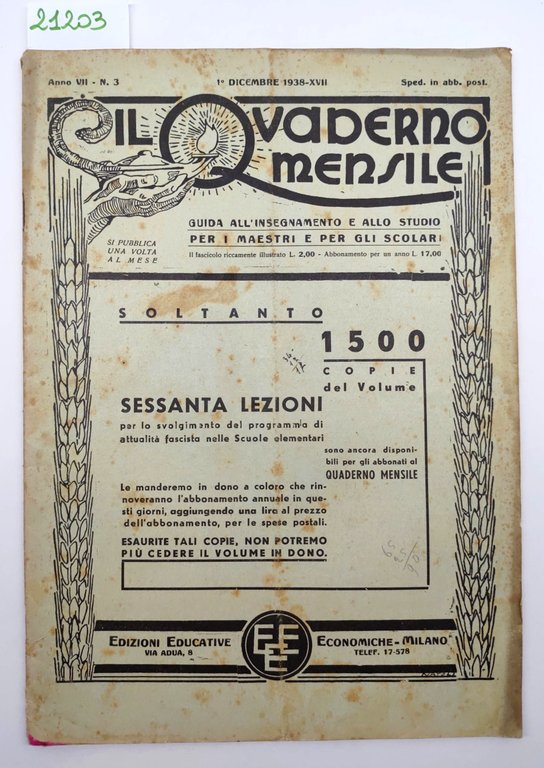 21203
Anno VII - N. 3
1º DICEMBRE 1938-XVII
Sped. in abb. post.
IL QUADERNO
MENSILE
GUIDA ALL'INSEGNAMENTO E ALLO STUDIO
PER I MAESTRI E PER GLI SCOLARI
Il fascicolo riccamente illustrato L. 2,00 - Abbonamento per un anno L. 17,00
SI PUBBLICA
UNA VOLTA
AL MESE
SOLTANTO
1500
COPIE
del Volume
SESSANTA LEZIONI
per lo svolgimento del programma di
attualità fascista nelle Scuole elementari
sono ancora disponi-
bili per gli abbonati al
QUADERNO MENSILE
Le manderemo in dono a coloro che rin-
noveranno l'abbonamento annuale in que-
sti giorni, aggiungendo una lira al prezzo
dell'abbonamento, per le spese postali.
ESAURITE TALI COPIE, NON POTREMO
PIÙ CEDERE IL VOLUME IN DONO.
EDIZIONI EDUCATIVE
VIA ADUA, 8
EEE
ECONOMICHE - MILANO
TELEF. 17-578